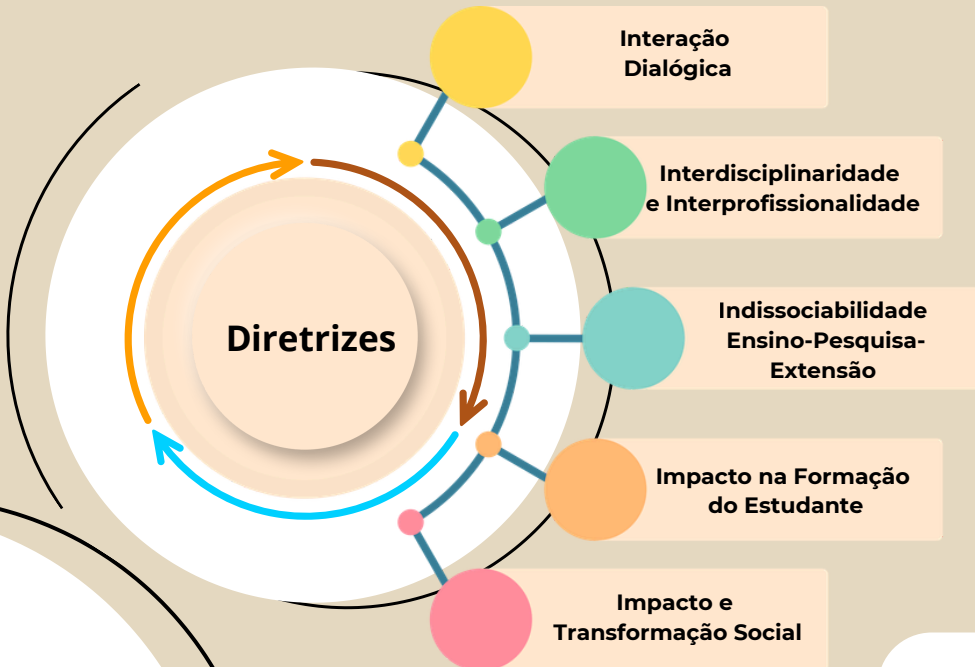 Interação
Dialógica
Interdisciplinaridade
e Interprofissionalidade
Indissociabilidade
Ensino-Pesquisa-
Extensão
Diretrizes
Impacto na Formação
do Estudante
Impacto e
Transformação Social